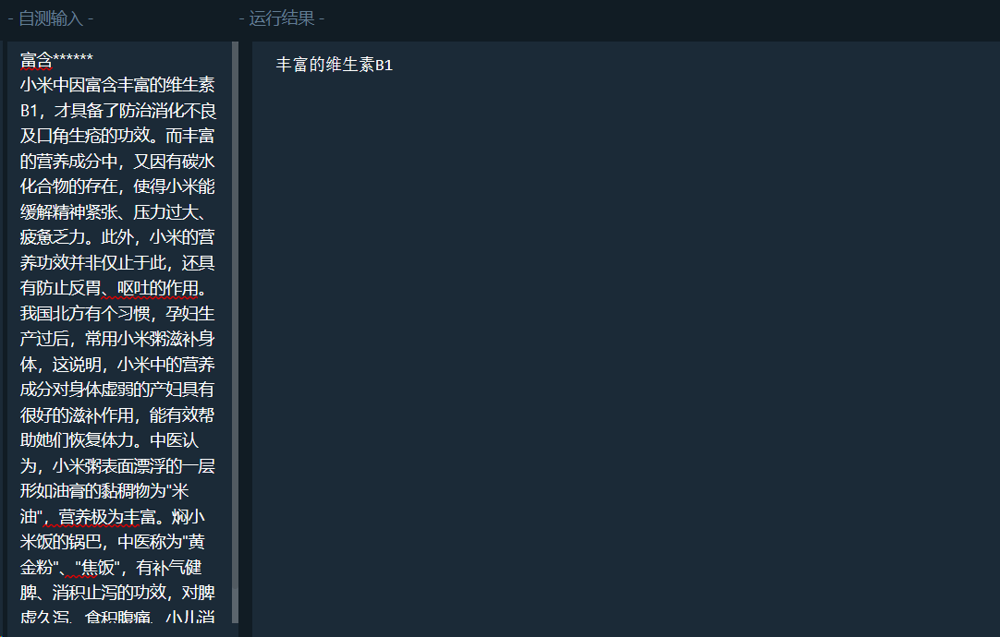 - 自测输入 -
- 运行结果 -
富含******
小米中因富含丰富的维生素
B1，才具备了防治消化不良
及口角生疮的功效。而丰富
的营养成分中，又因有碳水
化合物的存在，使得小米能
缓解精神紧张、压力过大、
疲惫乏力。此外，小米的营
养功效并非仅止于此，还具
有防止反胃、呕吐的作用。
我国北方有个习惯，孕妇生
产过后，常用小米粥滋补身
体，这说明，小米中的营养
成分对身体虚弱的产妇具有
很好的滋补作用，能有效帮
助她们恢复体力。中医认
为，小米粥表面漂浮的一层
形如油膏的黏稠物为"米
油"，营养极为丰富。焖小
米饭的锅巴，中医称为"黄
金粉"、"焦饭"，有补气健
脾、消积止泻的功效，对脾
虚久泻、食积腹痛、小儿消
丰富的维生素B1